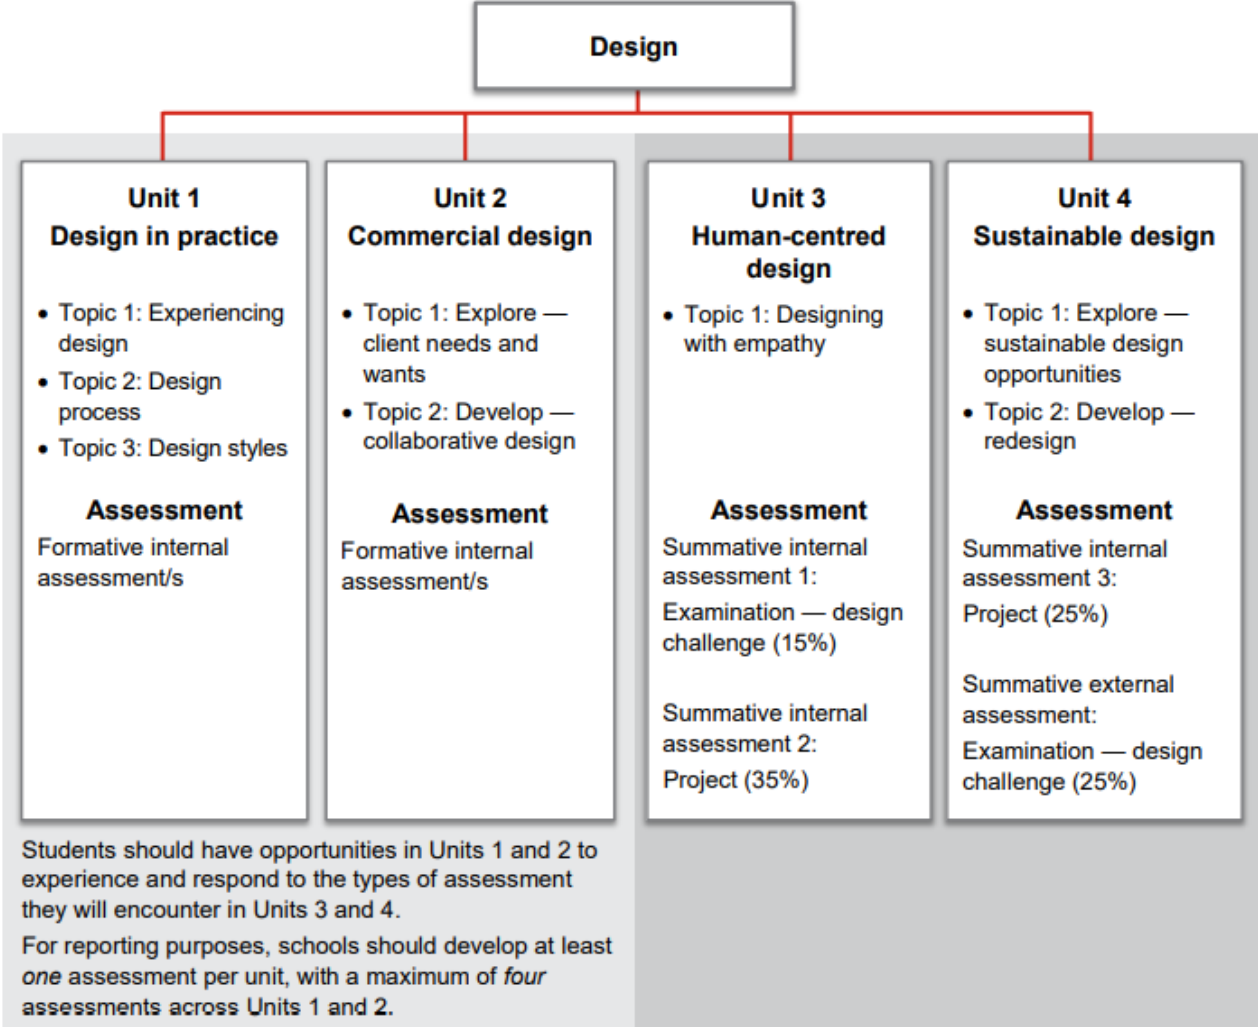 Design
Unit 1
Design in practice
• Topic 1: Experiencing
design
• Topic 2: Design
process
• Topic 3: Design styles
Assessment
Formative internal
assessment/s
Unit 2
Commercial design
• Topic 1: Explore —
client needs and
wants
• Topic 2: Develop —
collaborative design
Assessment
Formative internal
assessment/s
Unit 3
Human-centred
design
• Topic 1: Designing
with empathy
Assessment
Summative internal
assessment 1:
Examination — design
challenge (15%)
Summative internal
assessment 2:
Project (35%)
Unit 4
Sustainable design
• Topic 1: Explore —
sustainable design
opportunities
• Topic 2: Develop —
redesign
Assessment
Summative internal
assessment 3:
Project (25%)
Summative external
assessment:
Examination — design
challenge (25%)
Students should have opportunities in Units 1 and 2 to
experience and respond to the types of assessment
they will encounter in Units 3 and 4.
For reporting purposes, schools should develop at least
one assessment per unit, with a maximum of four
assessments across Units 1 and 2.